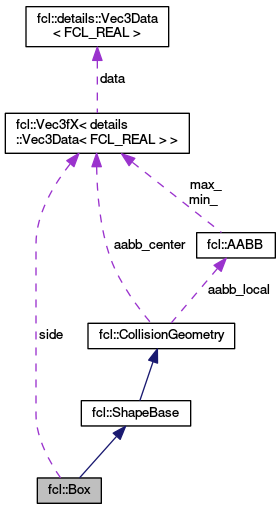 fcl::details::Vec3Data
< FCL_REAL >
data
fcl::Vec3fX< details
::Vec3Data< FCL_REAL > >
max_
min_
aabb_center
fcl::AABB
aabb_local
side
fcl::CollisionGeometry
fcl::ShapeBase
fcl::Box